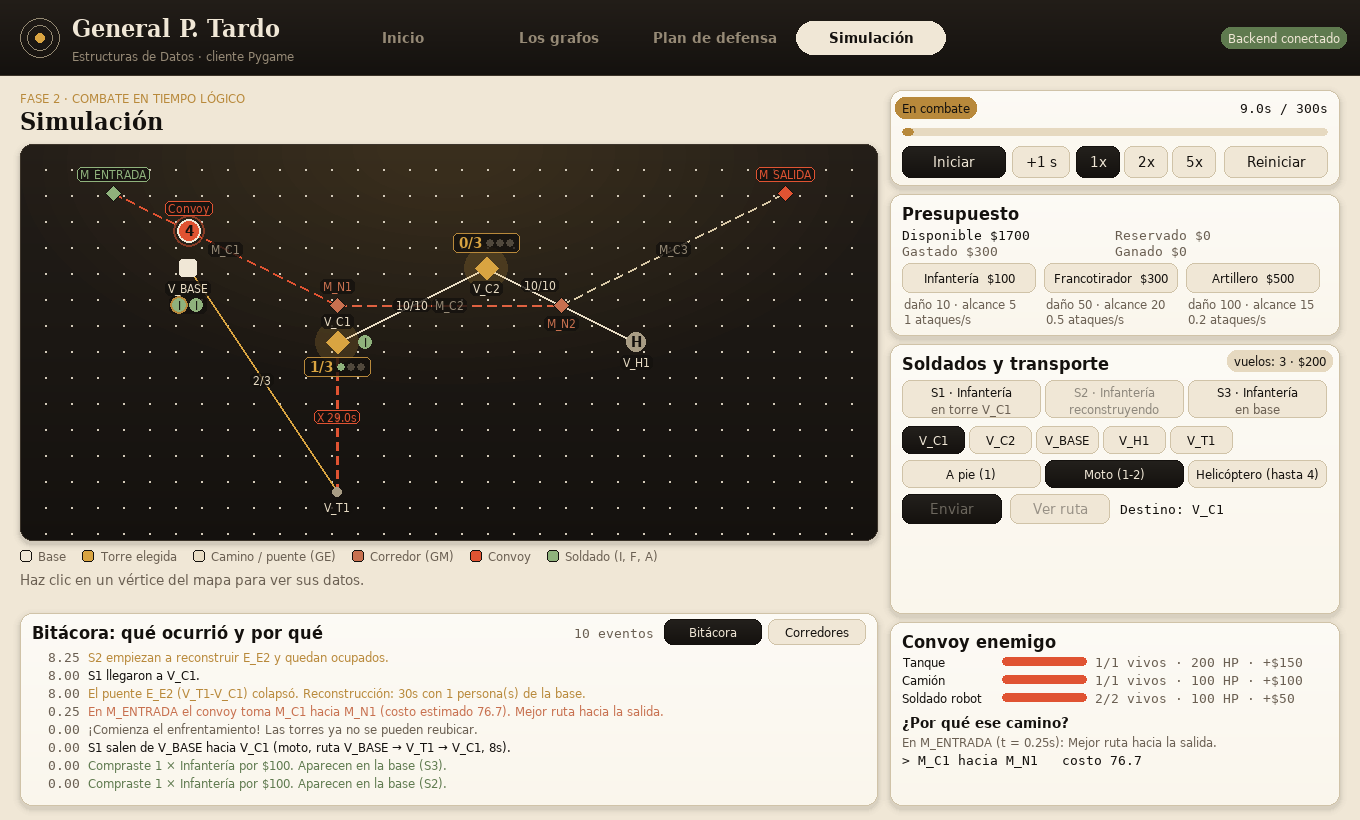 General P. Tardo
Estructuras de Datos · cliente Pygame
Inicio
Los grafos
Plan de defensa
Simulación
Backend conectado
FASE 2 · COMBATE EN TIEMPO LÓGICO
Simulación
M_ENTRADA
M_SALIDA
Convoy
4
M_C1
0/3
M_C3
V_BASE
I I
V_C2
10/10
M_N1
10/10
M_C2
V_C1
M_N2
I
H
V_H1
1/3
2/3
X 29.0s
V_T1
Base
Torre elegida
Camino / puente (GE)
Corredor (GM)
Convoy
Soldado (I, F, A)
Haz clic en un vértice del mapa para ver sus datos.
Bitácora: qué ocurrió y por qué
10 eventos
Bitácora
Corredores
8.25 S2 empiezan a reconstruir E_E2 y quedan ocupados.
8.00 S1 llegaron a V_C1.
8.00 El puente E_E2 (V_T1-V_C1) colapsó. Reconstrucción: 30s con 1 persona(s) de la base.
0.25 En M_ENTRADA el convoy toma M_C1 hacia M_N1 (costo estimado 76.7). Mejor ruta hacia la salida.
0.00 ¡Comienza el enfrentamiento! Las torres ya no se pueden reubicar.
0.00 S1 salen de V_BASE hacia V_C1 (moto, ruta V_BASE → V_T1 → V_C1, 8s).
0.00 Compraste 1 × Infantería por $100. Aparecen en la base (S3).
0.00 Compraste 1 × Infantería por $100. Aparecen en la base (S2).
En combate
9.0s / 300s
Iniciar
+1 s
1x
2x
5x
Reiniciar
Presupuesto
Disponible $1700
Reservado $0
Gastado $300
Ganado $0
Infantería $100
Francotirador $300
Artillero $500
daño 10 · alcance 5
daño 50 · alcance 20
daño 100 · alcance 15
1 ataques/s
0.5 ataques/s
0.2 ataques/s
Soldados y transporte
vuelos: 3 · $200
S1 · Infantería
en torre V_C1
S2 · Infantería
reconstruyendo
S3 · Infantería
en base
V_C1
V_C2
V_BASE
V_H1
V_T1
A pie (1)
Moto (1-2)
Helicóptero (hasta 4)
Enviar
Ver ruta
Destino: V_C1
Convoy enemigo
Tanque 1/1 vivos · 200 HP · +$150
Camión 1/1 vivos · 100 HP · +$100
Soldado robot 2/2 vivos · 100 HP · +$50
¿Por qué ese camino?
En M_ENTRADA (t = 0.25s): Mejor ruta hacia la salida.
> M_C1 hacia M_N1 costo 76.7